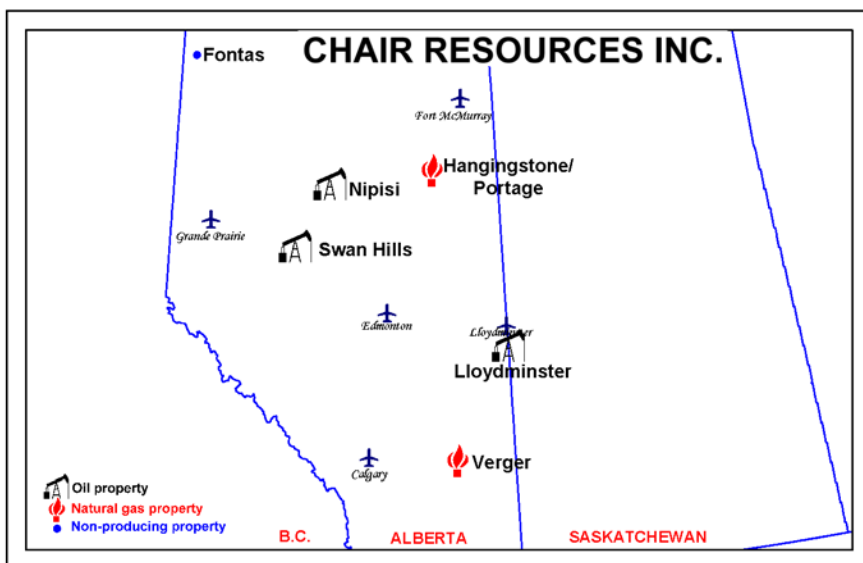 CHAIR RESOURCES INC.
Fontas
Fort McMurray
Hangingstone/
Portage
Nipisi
Grande Prairie
Swan Hills
Edmonton
Lloydminster
Lloydminster
Calgary
Verger
Oil property
Natural gas property
Non-producing property
B.C.
ALBERTA
SASKATCHEWAN